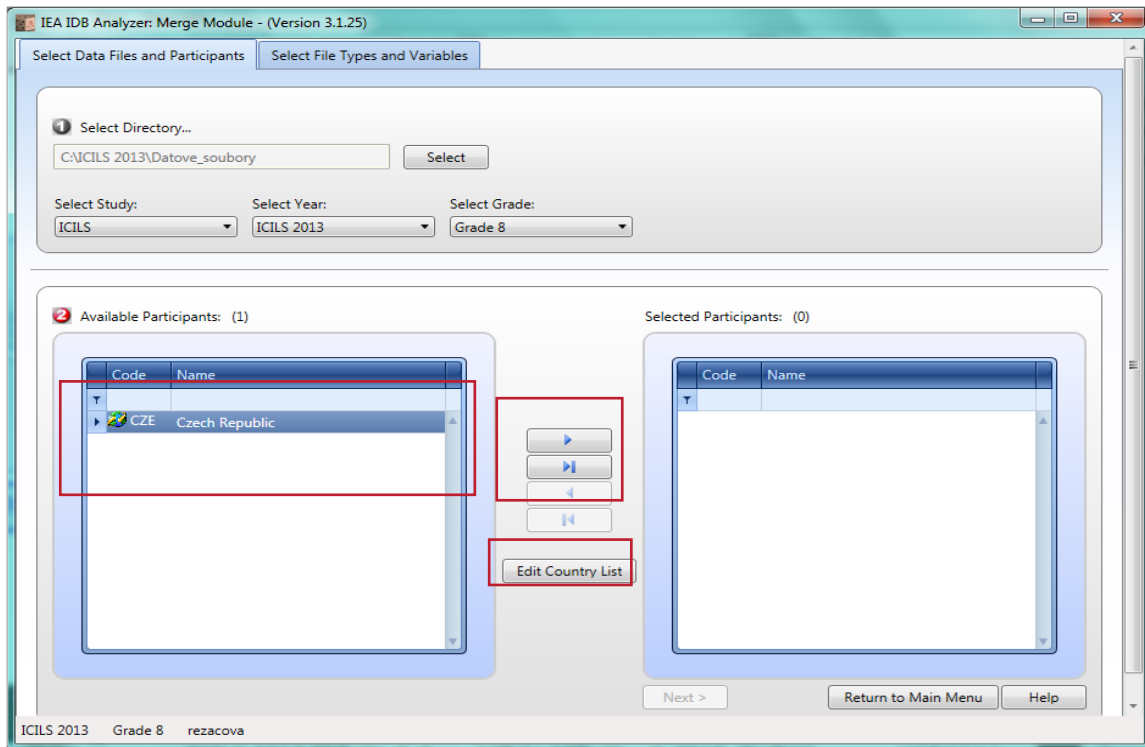 IEA IDB Analyzer: Merge Module - (Version 3.1.25)
Select Data Files and Participants Select File Types and Variables
1 Select Directory...
C:\ICILS 2013\Datove_soubory Select
Select Study: Select Year: Select Grade:
ICILS ICILS 2013 Grade 8
2 Available Participants: (1) Selected Participants: (0)
Code Name Code Name
CZE Czech Republic
Edit Country List
Next > Return to Main Menu Help
ICILS 2013 Grade 8 rezacova